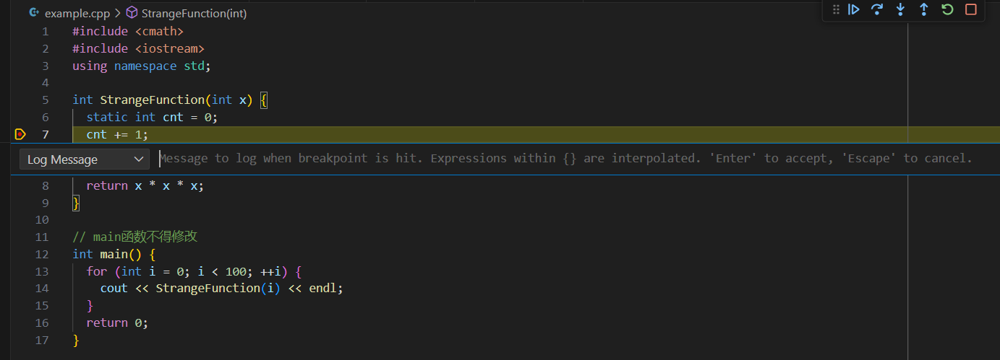 example.cpp > StrangeFunction(int)
1 #include <cmath>
2 #include <iostream>
3 using namespace std;
4
5 int StrangeFunction(int x) {
6 static int cnt = 0;
7 cnt += 1;
Log Message Message to log when breakpoint is hit. Expressions within {} are interpolated. 'Enter' to accept, 'Escape' to cancel.
8 return x * x * x;
9 }
10
11 // main函数不得修改
12 int main() {
13 for (int i = 0; i < 100; ++i) {
14 cout << StrangeFunction(i) << endl;
15 }
16 return 0;
17 }